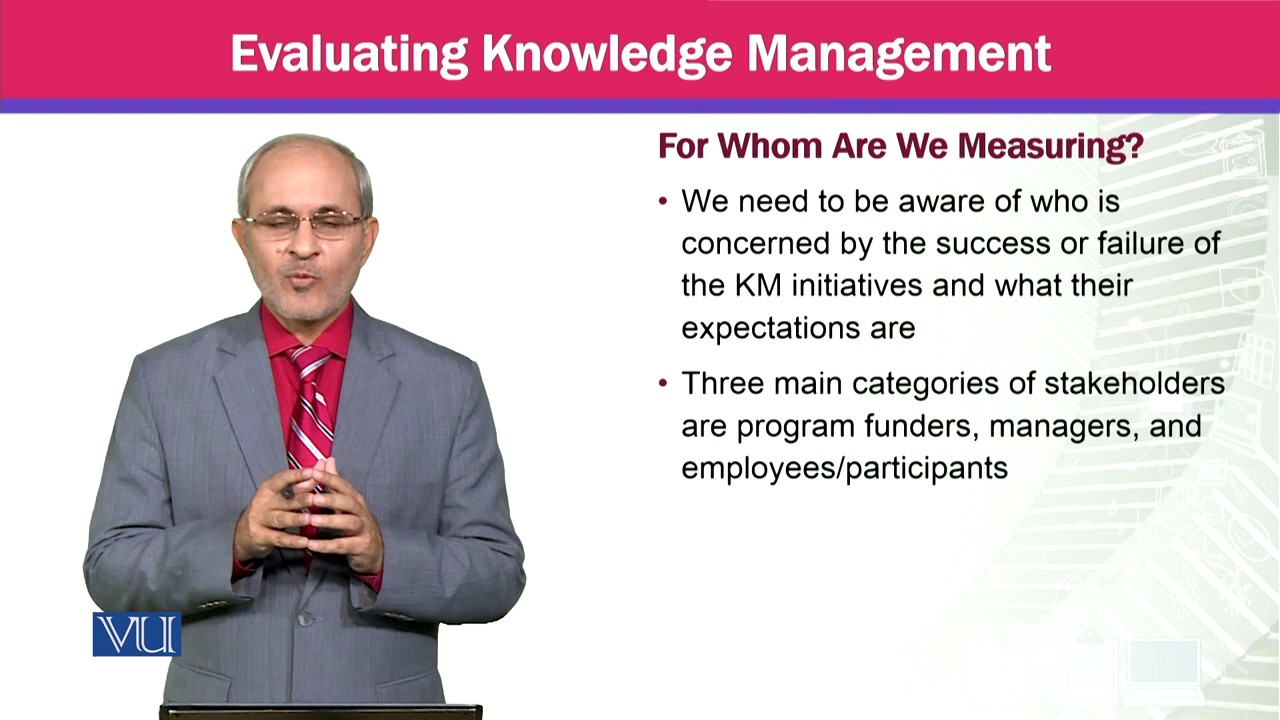 Evaluating Knowledge Management
For Whom Are We Measuring?
• We need to be aware of who is
concerned by the success or failure of
the KM initiatives and what their
expectations are
• Three main categories of stakeholders
are program funders, managers, and
employees/participants
VU